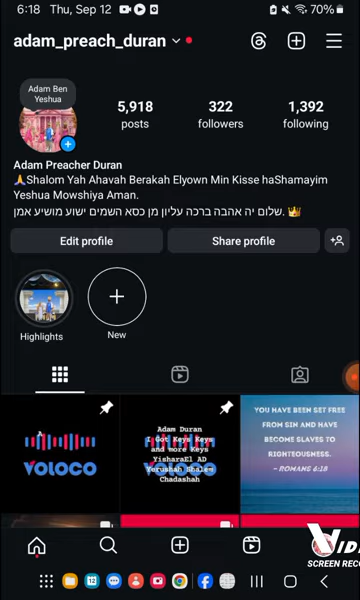 6:18 Thu, Sep 12 70%
adam_preach_duran
Adam Ben
Yeshua
5,918 322 1,392
posts followers following
Adam Preacher Duran
🙏Shalom Yah Ahavah Berakah Elyown Min Kisse haShamayim
Yeshua Mowshiya Aman.
שלום יה אהבה ברכה עליון מן כסא השמים ישוע מושיע אמן. 👑
Edit profile Share profile
Highlights New
VOLOCO
Adam Duran
I Got Keys Keys
and more Keys
YisharaEl AD
Yerushah Shalem
Chadashah
VOLOCO
YOU HAVE BEEN SET FREE
FROM SIN AND HAVE
BECOME SLAVES TO
RIGHTEOUSNESS.
~ ROMANS 6:18
SCREEN REC